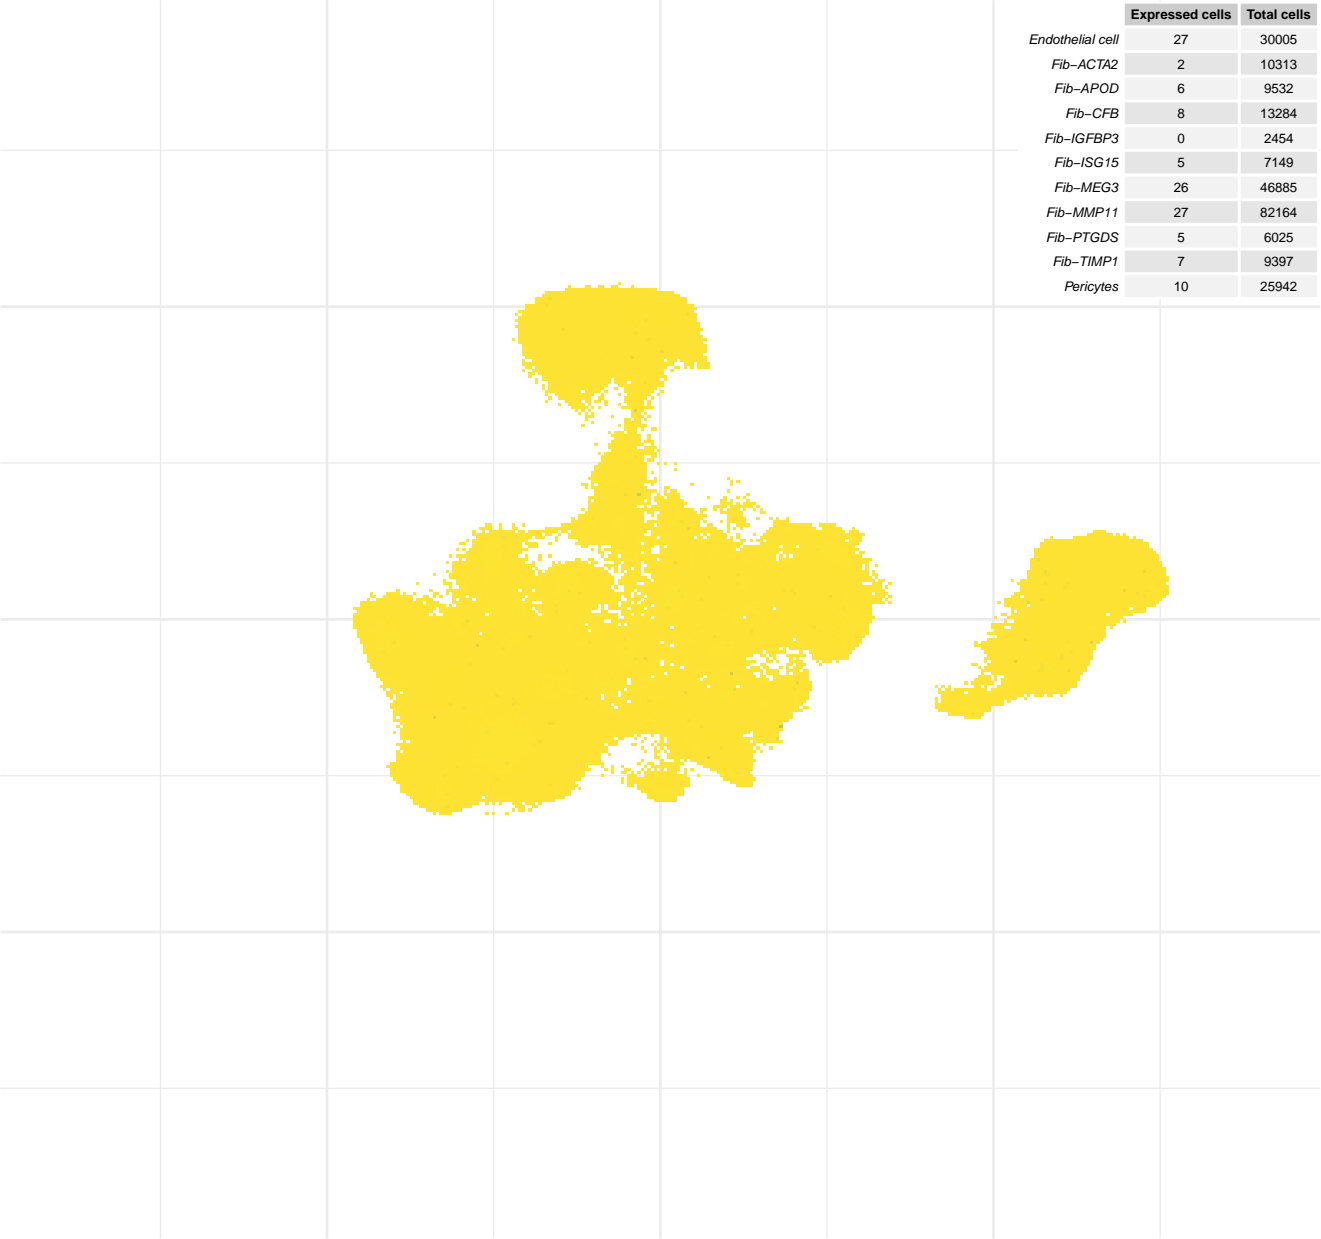 Expressed cells Total cells
Endothelial cell 27 30005
Fib−ACTA2 2 10313
Fib−APOD 6 9532
Fib−CFB 8 13284
Fib−IGFBP3 0 2454
Fib−ISG15 5 7149
Fib−MEG3 26 46885
Fib−MMP11 27 82164
Fib−PTGDS 5 6025
Fib−TIMP1 7 9397
Pericytes 10 25942